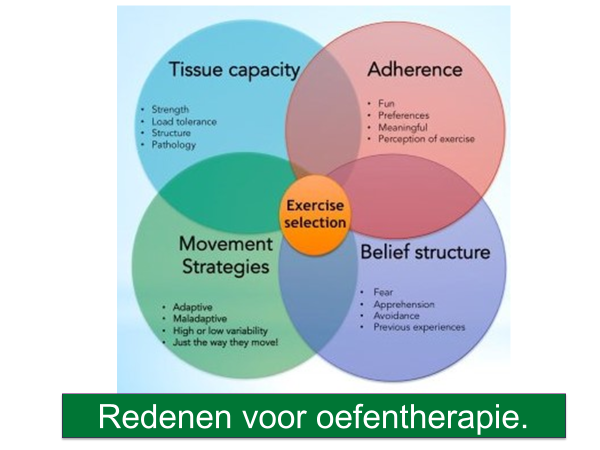 Tissue capacity
• Strength
• Load tolerance
• Structure
• Pathology
Adherence
• Fun
• Preferences
• Meaningful
• Perception of exercise
Exercise
selection
Movement
Strategies
• Adaptive
• Maladaptive
• High or low variability
• Just the way they move!
Belief structure
• Fear
• Apprehension
• Avoidance
• Previous experiences
Redenen voor oefentherapie.